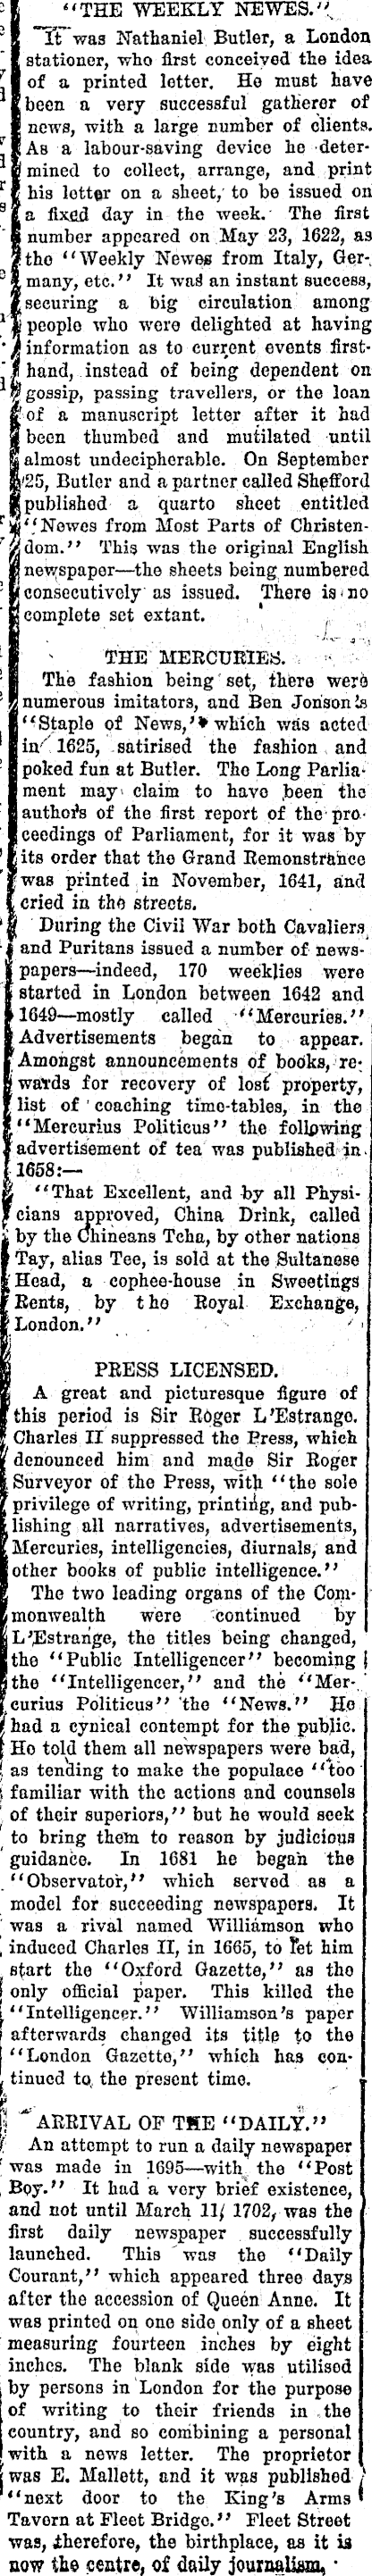 "THE WEEKLY NEWES."
It was Nathaniel Butler, a London
stationer, who first conceived the idea
of a printed letter. He must have
been a very successful gatherer of
news, with a large number of clients.
As a labour-saving device he deter-
mined to collect, arrange, and print
his letter on a sheet, to be issued on
a fixed day in the week. The first
number appeared on May 23, 1622, as
the "Weekly Newes from Italy, Ger-
many, etc." It was an instant success,
securing a big circulation among
people who were delighted at having
information as to current events first-
hand, instead of being dependent on
gossip, passing travellers, or the loan
of a manuscript letter after it had
been thumbed and mutilated until
almost undecipherable. On September
25, Butler and a partner called Shefford
published a quarto sheet entitled
"Newes from Most Parts of Christen-
dom." This was the original English
newspaper—the sheets being numbered
consecutively as issued. There is no
complete set extant.
THE MERCURIES.
The fashion being set, there were
numerous imitators, and Ben Jonson's
"Staple of News," which was acted
in 1625, satirised the fashion and
poked fun at Butler. The Long Parlia-
ment may claim to have been the
authors of the first report of the pro-
ceedings of Parliament, for it was by
its order that the Grand Remonstrance
was printed in November, 1641, and
cried in the streets.
During the Civil War both Cavaliers
and Puritans issued a number of news-
papers—indeed, 170 weeklies were
started in London between 1642 and
1649—mostly called "Mercuries."
Advertisements began to appear.
Amongst announcements of books, re-
wards for recovery of lost property,
list of coaching time-tables, in the
"Mercurius Politicus" the following
advertisement of tea was published in
1658:—
"That Excellent, and by all Physi-
cians approved, China Drink, called
by the Chineans Tcha, by other nations
Tay, alias Tee, is sold at the Sultanese
Head, a cophee-house in Sweetings
Rents, by the Royal Exchange,
London."
PRESS LICENSED.
A great and picturesque figure of
this period is Sir Roger L'Estrange.
Charles II suppressed the Press, which
denounced him and made Sir Roger
Surveyor of the Press, with "the sole
privilege of writing, printing, and pub-
lishing all narratives, advertisements,
Mercuries, intelligencies, diurnals, and
other books of public intelligence."
The two leading organs of the Com-
monwealth were continued by
L'Estrange, the titles being changed,
the "Public Intelligencer" becoming
the "Intelligencer," and the "Mer-
curius Politicus" the "News." He
had a cynical contempt for the public.
He told them all newspapers were bad,
as tending to make the populace "too
familiar with the actions and counsels
of their superiors," but he would seek
to bring them to reason by judicious
guidance. In 1681 he began the
"Observator," which served as a
model for succeeding newspapers. It
was a rival named Williamson who
induced Charles II, in 1665, to let him
start the "Oxford Gazette," as the
only official paper. This killed the
"Intelligencer." Williamson's paper
afterwards changed its title to the
"London Gazette," which has con-
tinued to the present time.
ARRIVAL OF THE "DAILY."
An attempt to run a daily newspaper
was made in 1695—with the "Post
Boy." It had a very brief existence,
and not until March 11, 1702, was the
first daily newspaper successfully
launched. This was the "Daily
Courant," which appeared three days
after the accession of Queen Anne. It
was printed on one side only of a sheet
measuring fourteen inches by eight
inches. The blank side was utilised
by persons in London for the purpose
of writing to their friends in the
country, and so combining a personal
with a news letter. The proprietor
was E. Mallett, and it was published
"next door to the King's Arms
Tavern at Fleet Bridge." Fleet Street
was, therefore, the birthplace, as it is
now the centre, of daily journalism.